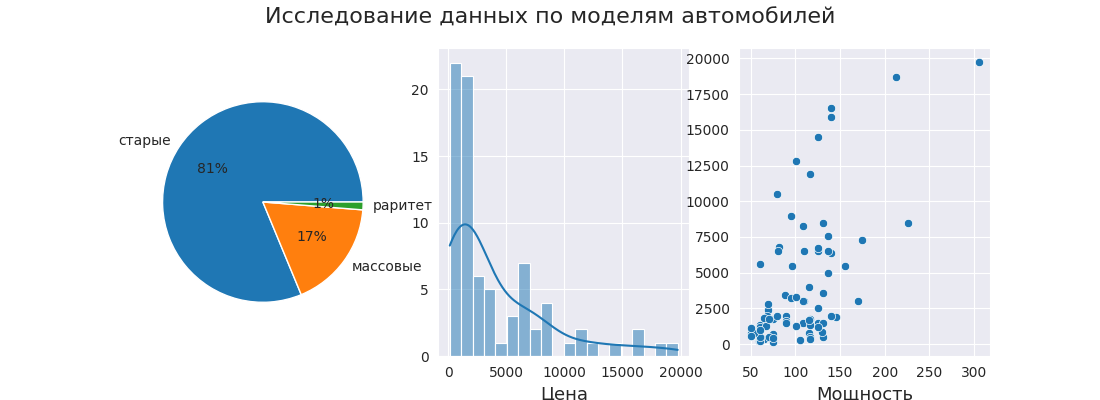 Исследование данных по моделям автомобилей
старые
81%
1%
раритет
17%
массовые
20
15
10
5
0
0 5000 10000 15000 20000
Цена
20000
17500
15000
12500
10000
7500
5000
2500
0
50 100 150 200 250 300
Мощность